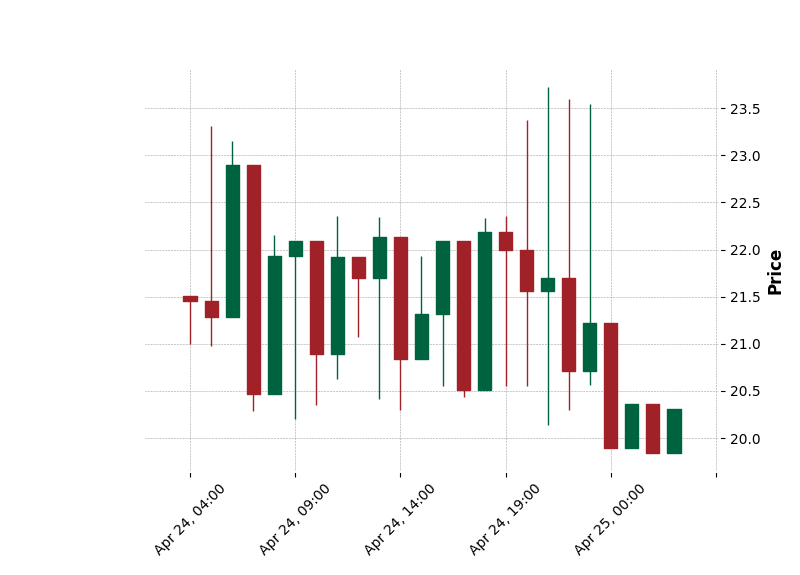 23.5
23.0
22.5
22.0
21.5
21.0
20.5
20.0
Price
Apr 24, 04:00
Apr 24, 09:00
Apr 24, 14:00
Apr 24, 19:00
Apr 25, 00:00